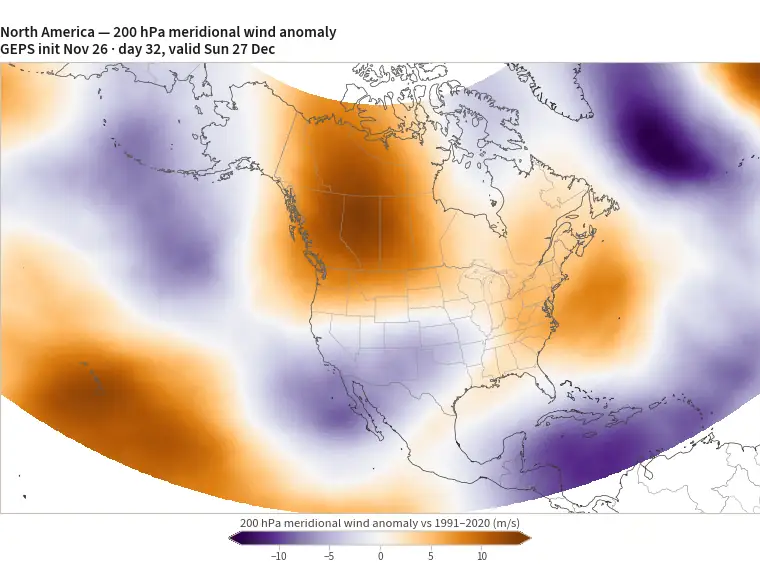 North America — 200 hPa meridional wind anomaly
GEPS init Nov 26 · day 32, valid Sun 27 Dec
200 hPa meridional wind anomaly vs 1991–2020 (m/s)
−10 −5 0 5 10